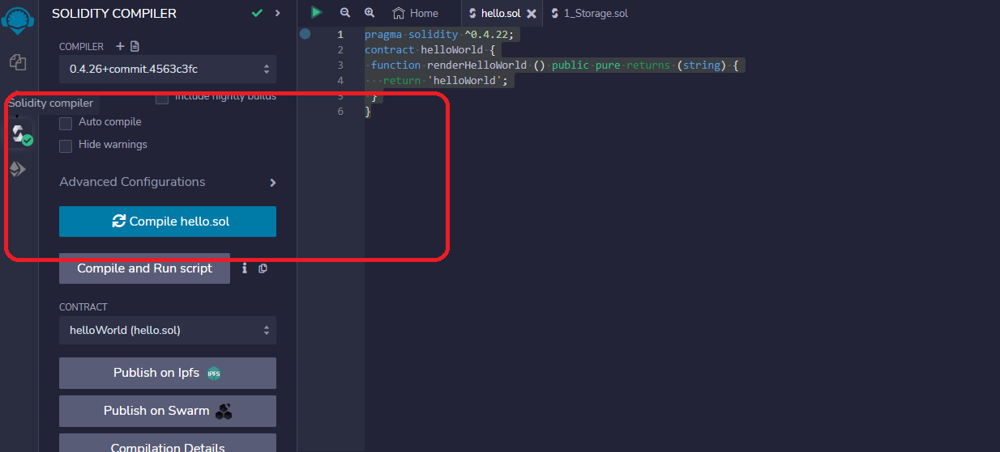 SOLIDITY COMPILER
COMPILER
0.4.26+commit.4563c3fc
Include nightly builds
Solidity compiler
Auto compile
Hide warnings
Advanced Configurations
Compile hello.sol
Compile and Run script
CONTRACT
helloWorld (hello.sol)
Publish on Ipfs IPFS
Publish on Swarm
Compilation Details
Home hello.sol 1_Storage.sol
1 pragma solidity ^0.4.22;
2 contract helloWorld {
3 function renderHelloWorld () public pure returns (string) {
4 return 'helloWorld';
5 }
6 }